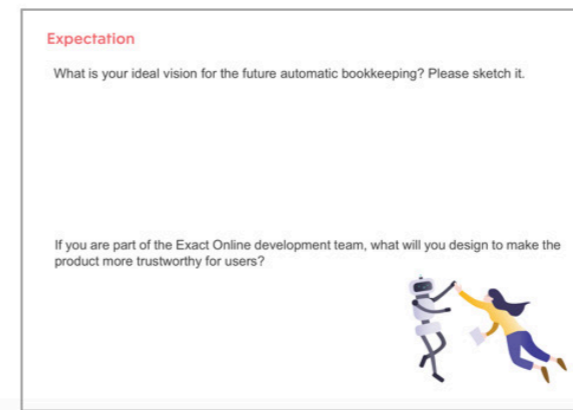 Expectation
What is your ideal vision for the future automatic bookkeeping? Please sketch it.
If you are part of the Exact Online development team, what will you design to make the
product more trustworthy for users?